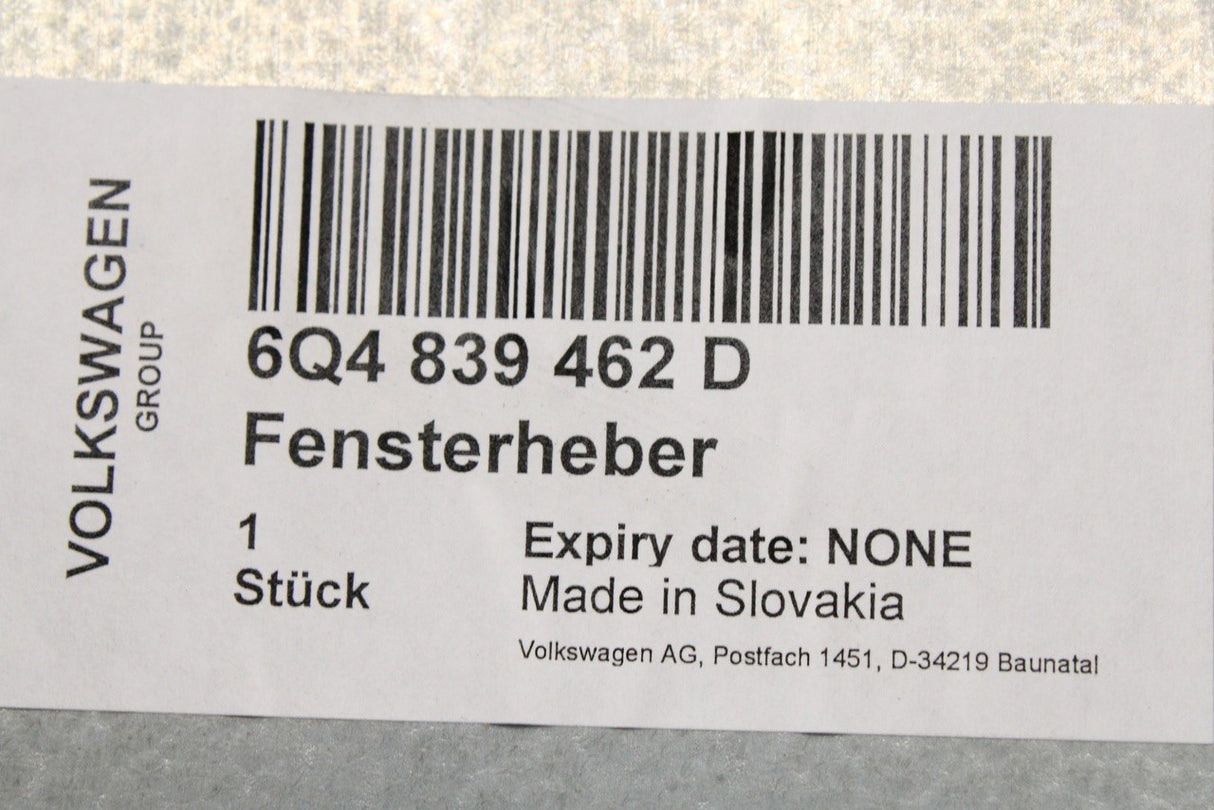 VOLKSWAGEN
GROUP
6Q4 839 462 D
Fensterheber
1
Stück
Expiry date: NONE
Made in Slovakia
Volkswagen AG, Postfach 1451, D-34219 Baunatal